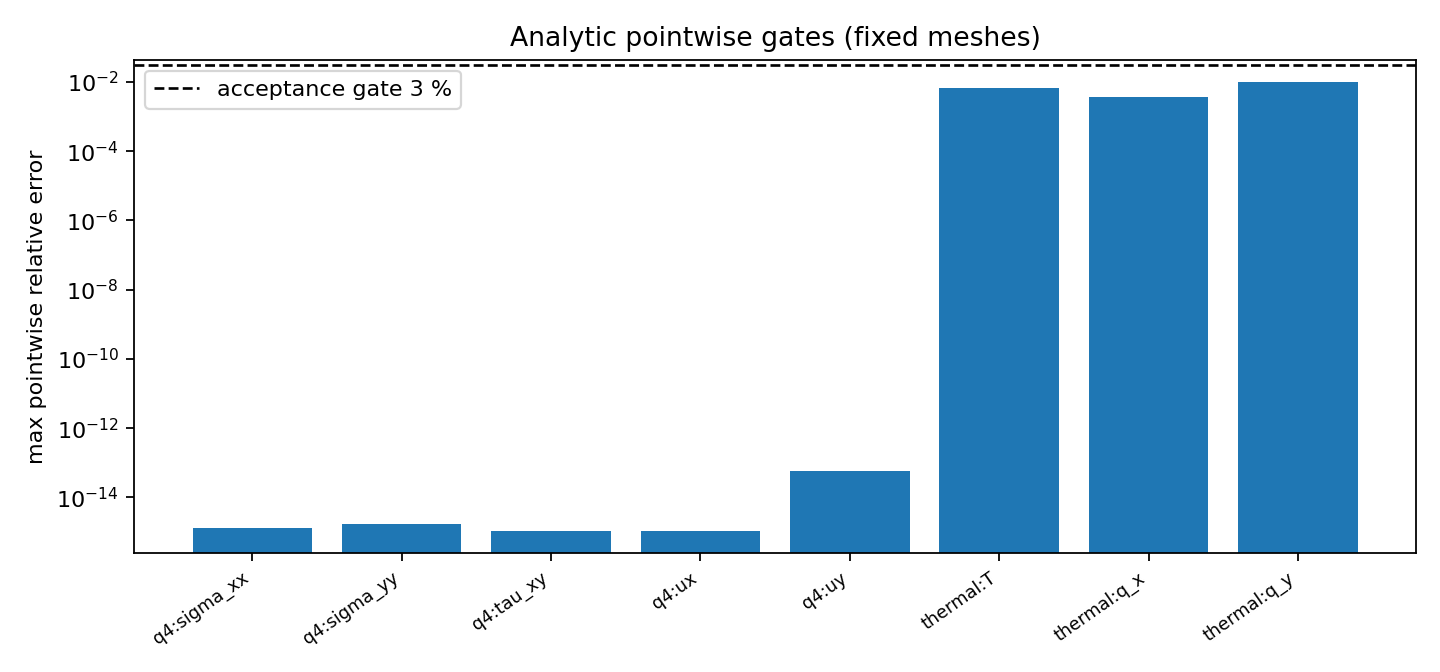 Analytic pointwise gates (fixed meshes)
acceptance gate 3 %
max pointwise relative error
10⁻²
10⁻⁴
10⁻⁶
10⁻⁸
10⁻¹⁰
10⁻¹²
10⁻¹⁴
q4:sigma_xx
q4:sigma_yy
q4:tau_xy
q4:ux
q4:uy
thermal:T
thermal:q_x
thermal:q_y